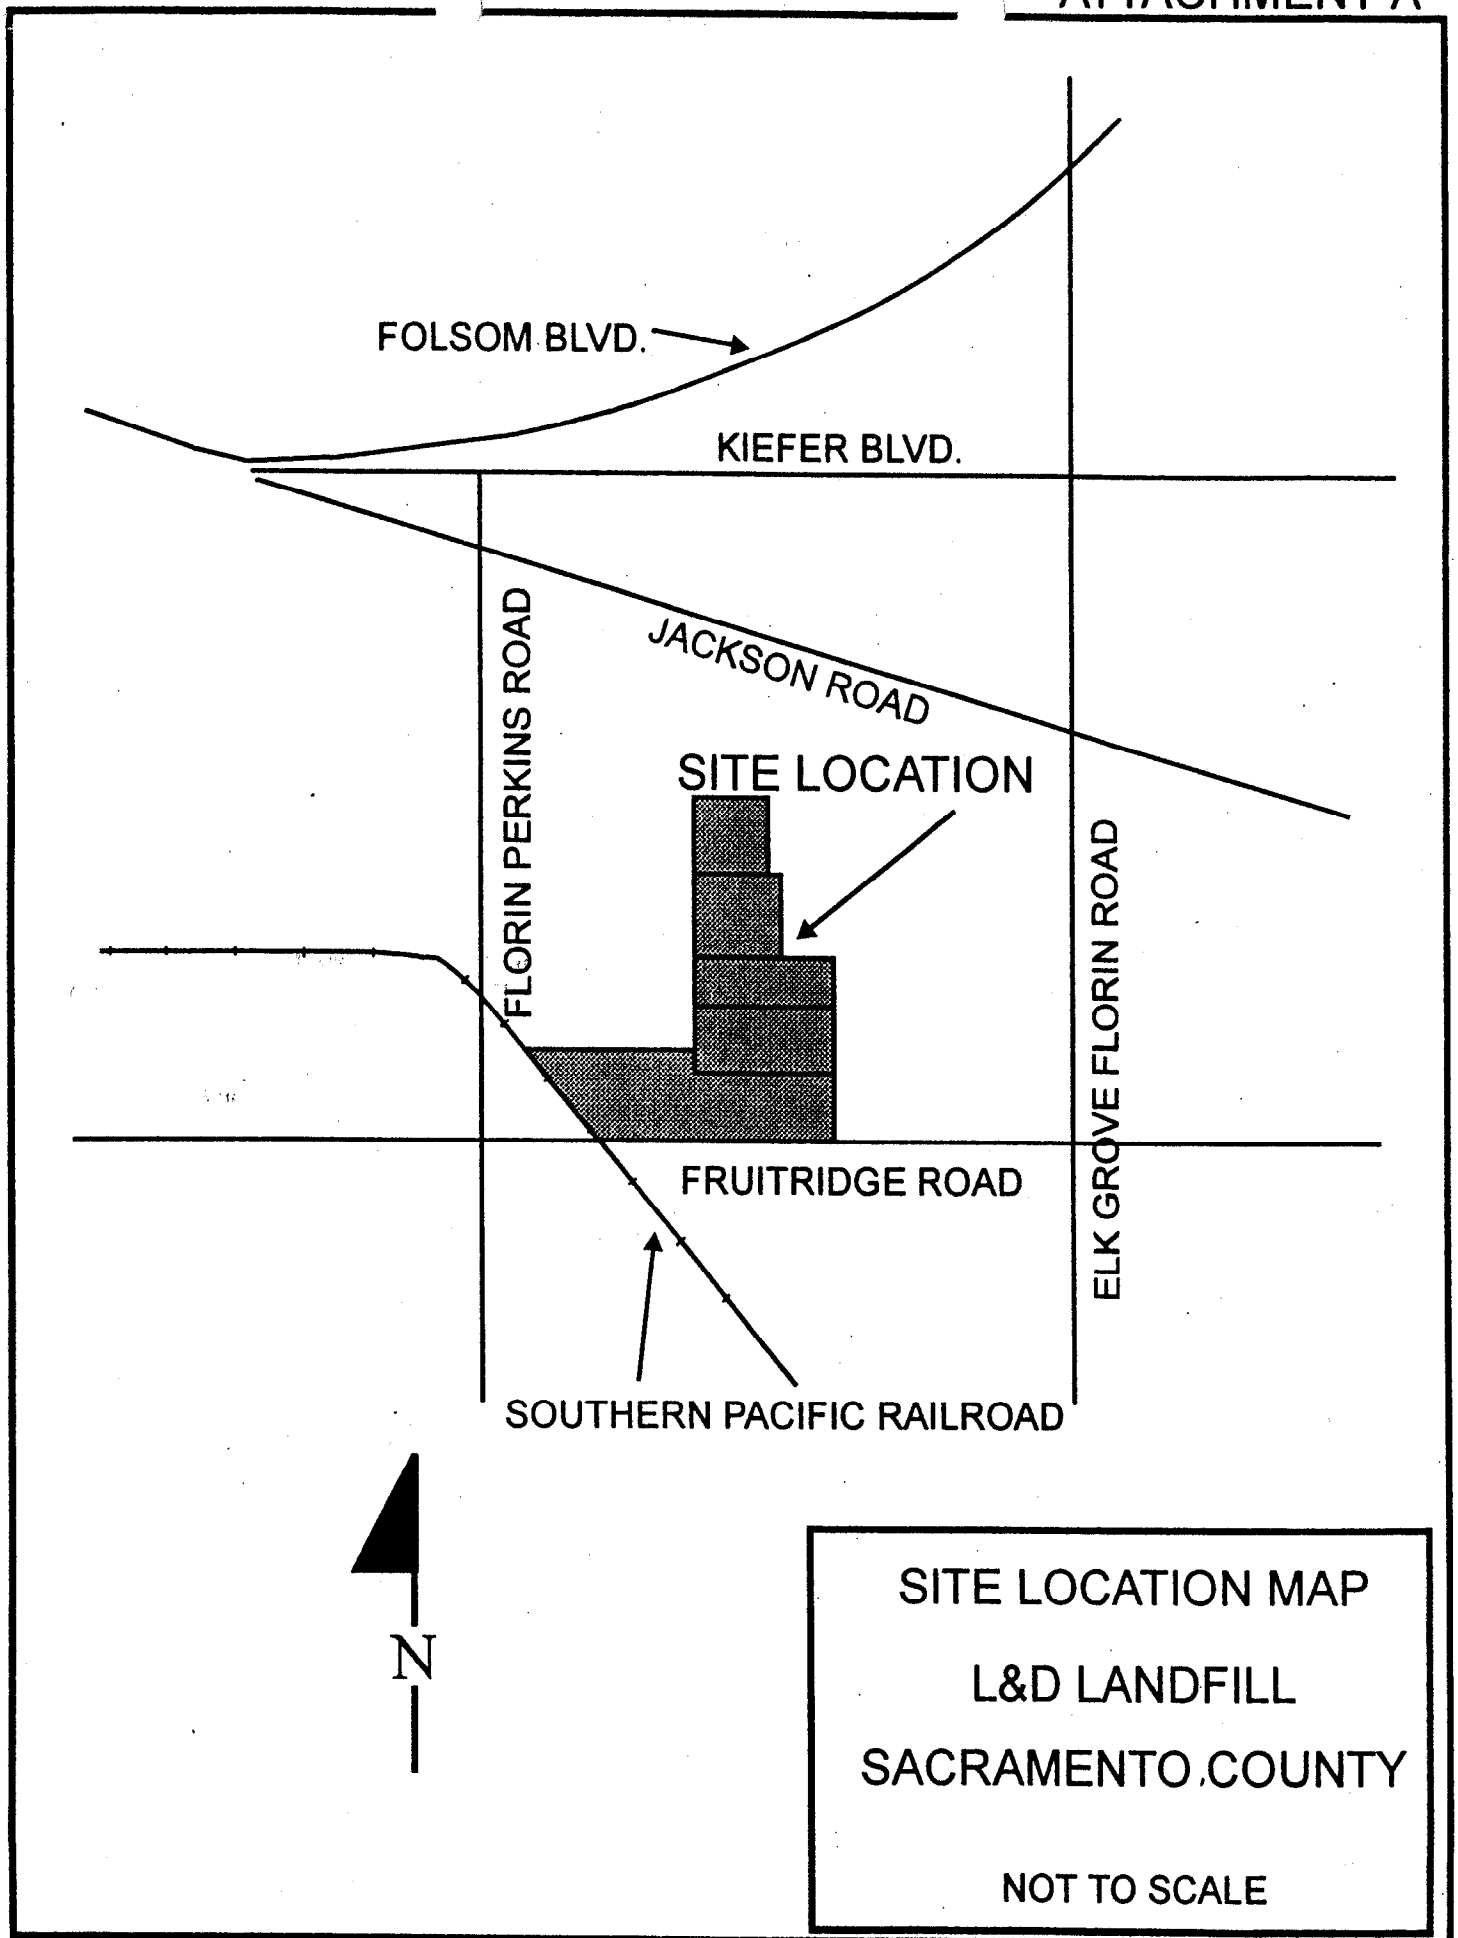 ATTACHMENT A
FOLSOM BLVD.
KIEFER BLVD.
JACKSON ROAD
FLORIN PERKINS ROAD
SITE LOCATION
ELK GROVE FLORIN ROAD
FRUITRIDGE ROAD
SOUTHERN PACIFIC RAILROAD
N
SITE LOCATION MAP
L&D LANDFILL
SACRAMENTO COUNTY
NOT TO SCALE